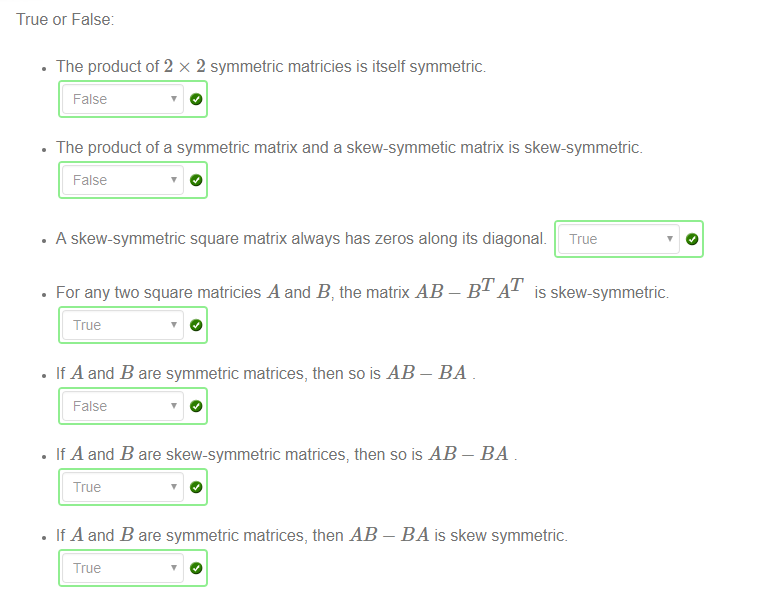 True or False:
The product of 2 × 2 symmetric matricies is itself symmetric.
False
The product of a symmetric matrix and a skew-symmetic matrix is skew-symmetric.
False
A skew-symmetric square matrix always has zeros along its diagonal. True
For any two square matricies A and B, the matrix AB − B^T A^T is skew-symmetric.
True
If A and B are symmetric matrices, then so is AB − BA .
False
If A and B are skew-symmetric matrices, then so is AB − BA .
True
If A and B are symmetric matrices, then AB − BA is skew symmetric.
True